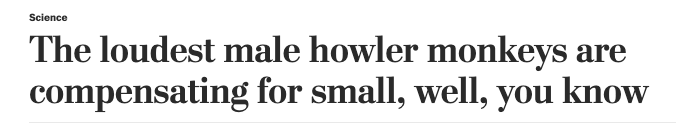 Science
The loudest male howler monkeys are
compensating for small, well, you know